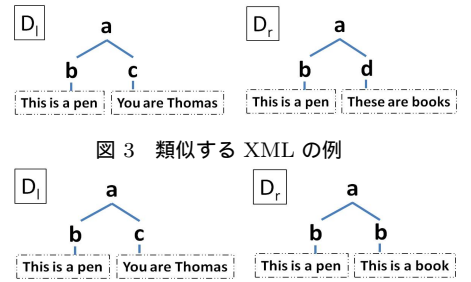 Dl Dr
a a
b c b d
This is a pen You are Thomas This is a pen These are books
図 3 類似する XML の例
Dl Dr
a a
b c b b
This is a pen You are Thomas This is a pen This is a book